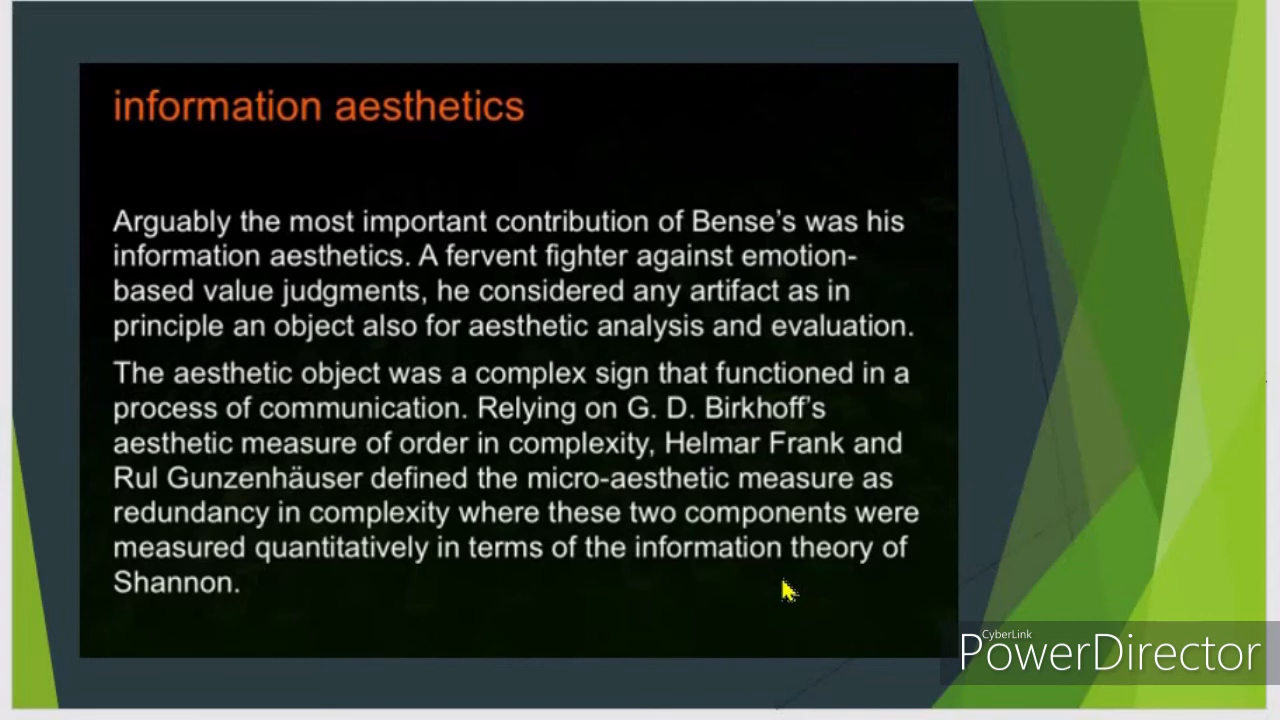 information aesthetics
Arguably the most important contribution of Bense's was his
information aesthetics. A fervent fighter against emotion-
based value judgments, he considered any artifact as in
principle an object also for aesthetic analysis and evaluation.
The aesthetic object was a complex sign that functioned in a
process of communication. Relying on G. D. Birkhoff's
aesthetic measure of order in complexity, Helmar Frank and
Rul Gunzenhäuser defined the micro-aesthetic measure as
redundancy in complexity where these two components were
measured quantitatively in terms of the information theory of
Shannon.
CyberLink
PowerDirector